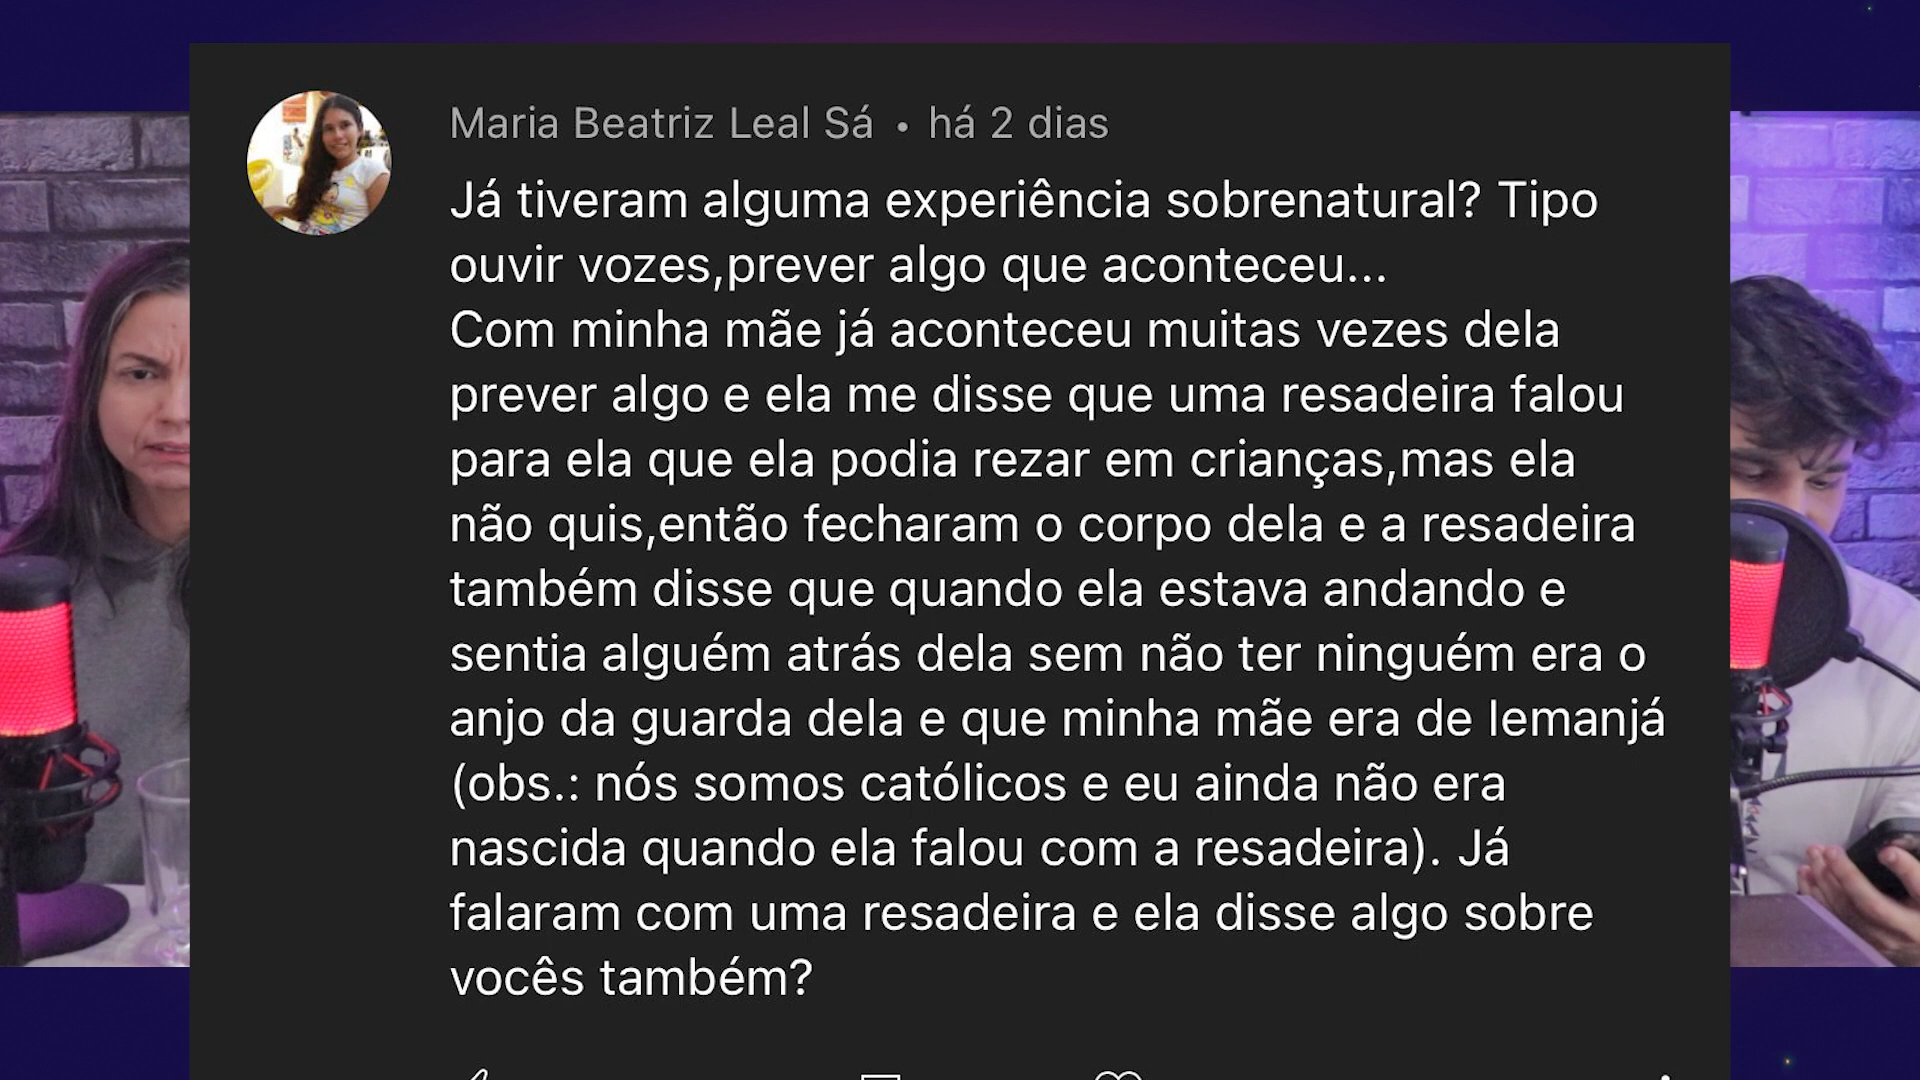 Maria Beatriz Leal Sá • há 2 dias
Já tiveram alguma experiência sobrenatural? Tipo
ouvir vozes,prever algo que aconteceu...
Com minha mãe já aconteceu muitas vezes dela
prever algo e ela me disse que uma resadeira falou
para ela que ela podia rezar em crianças,mas ela
não quis,então fecharam o corpo dela e a resadeira
também disse que quando ela estava andando e
sentia alguém atrás dela sem não ter ninguém era o
anjo da guarda dela e que minha mãe era de Iemanjá
(obs.: nós somos católicos e eu ainda não era
nascida quando ela falou com a resadeira). Já
falaram com uma resadeira e ela disse algo sobre
vocês também?